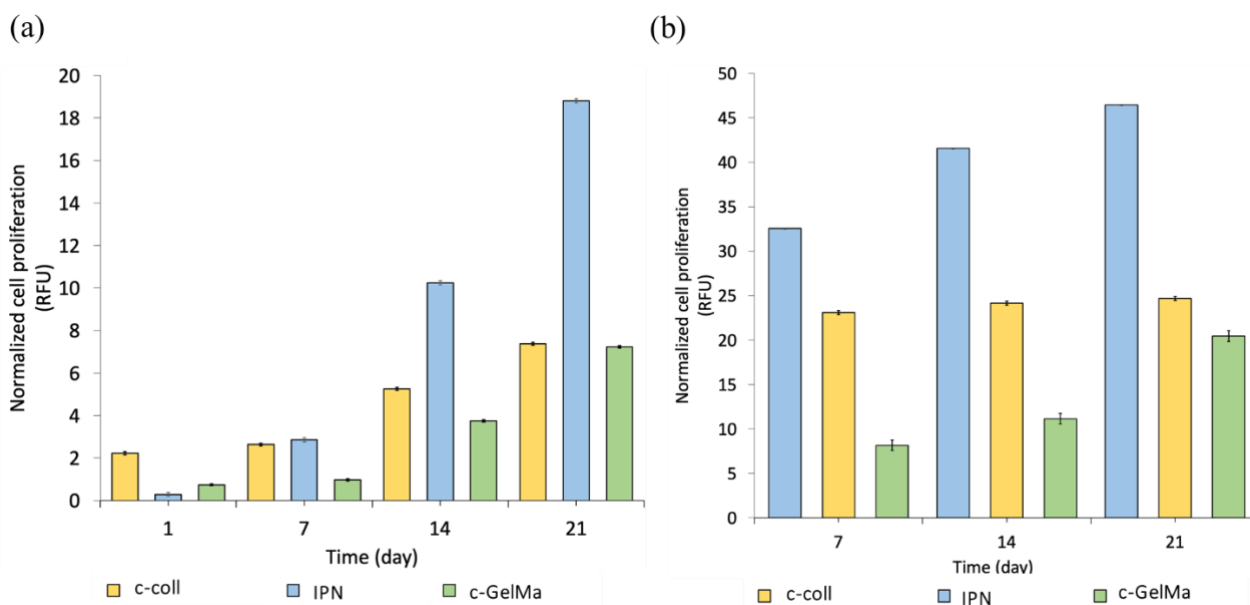 (a)
(b)
20
18
16
14
12
10
8
6
4
2
0
Normalized cell proliferation
(RFU)
1 7 14 21
Time (day)
c-coll IPN c-GelMa
50
45
40
35
30
25
20
15
10
5
0
Normalized cell proliferation
(RFU)
7 14 21
Time (day)
c-coll IPN c-GelMa